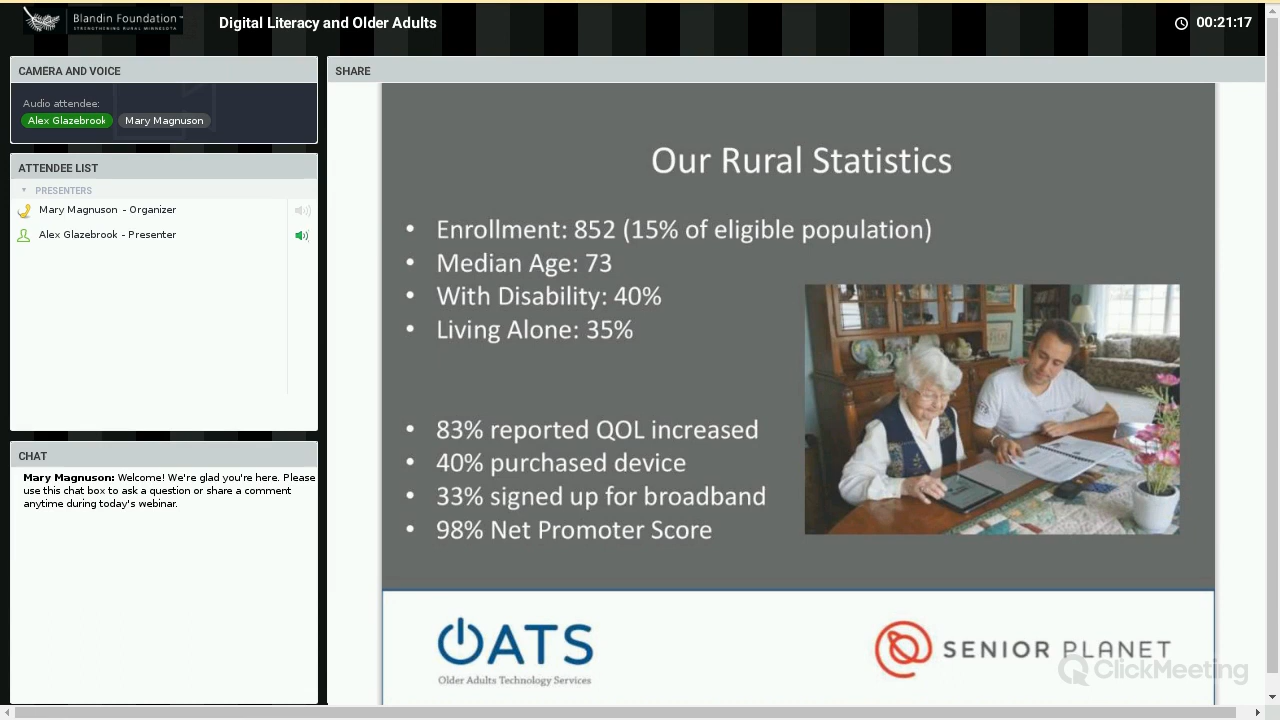 Blandin Foundation™
STRENGTHENING RURAL MINNESOTA
Digital Literacy and Older Adults
00:21:17
CAMERA AND VOICE
Audio attendee:
Alex Glazebrook
Mary Magnuson
ATTENDEE LIST
PRESENTERS
Mary Magnuson - Organizer
Alex Glazebrook - Presenter
CHAT
Mary Magnuson: Welcome! We're glad you're here. Please
use this chat box to ask a question or share a comment
anytime during today's webinar.
SHARE
Our Rural Statistics
• Enrollment: 852 (15% of eligible population)
• Median Age: 73
• With Disability: 40%
• Living Alone: 35%
• 83% reported QOL increased
• 40% purchased device
• 33% signed up for broadband
• 98% Net Promoter Score
OATS
Older Adults Technology Services
SENIOR PLANET
ClickMeeting